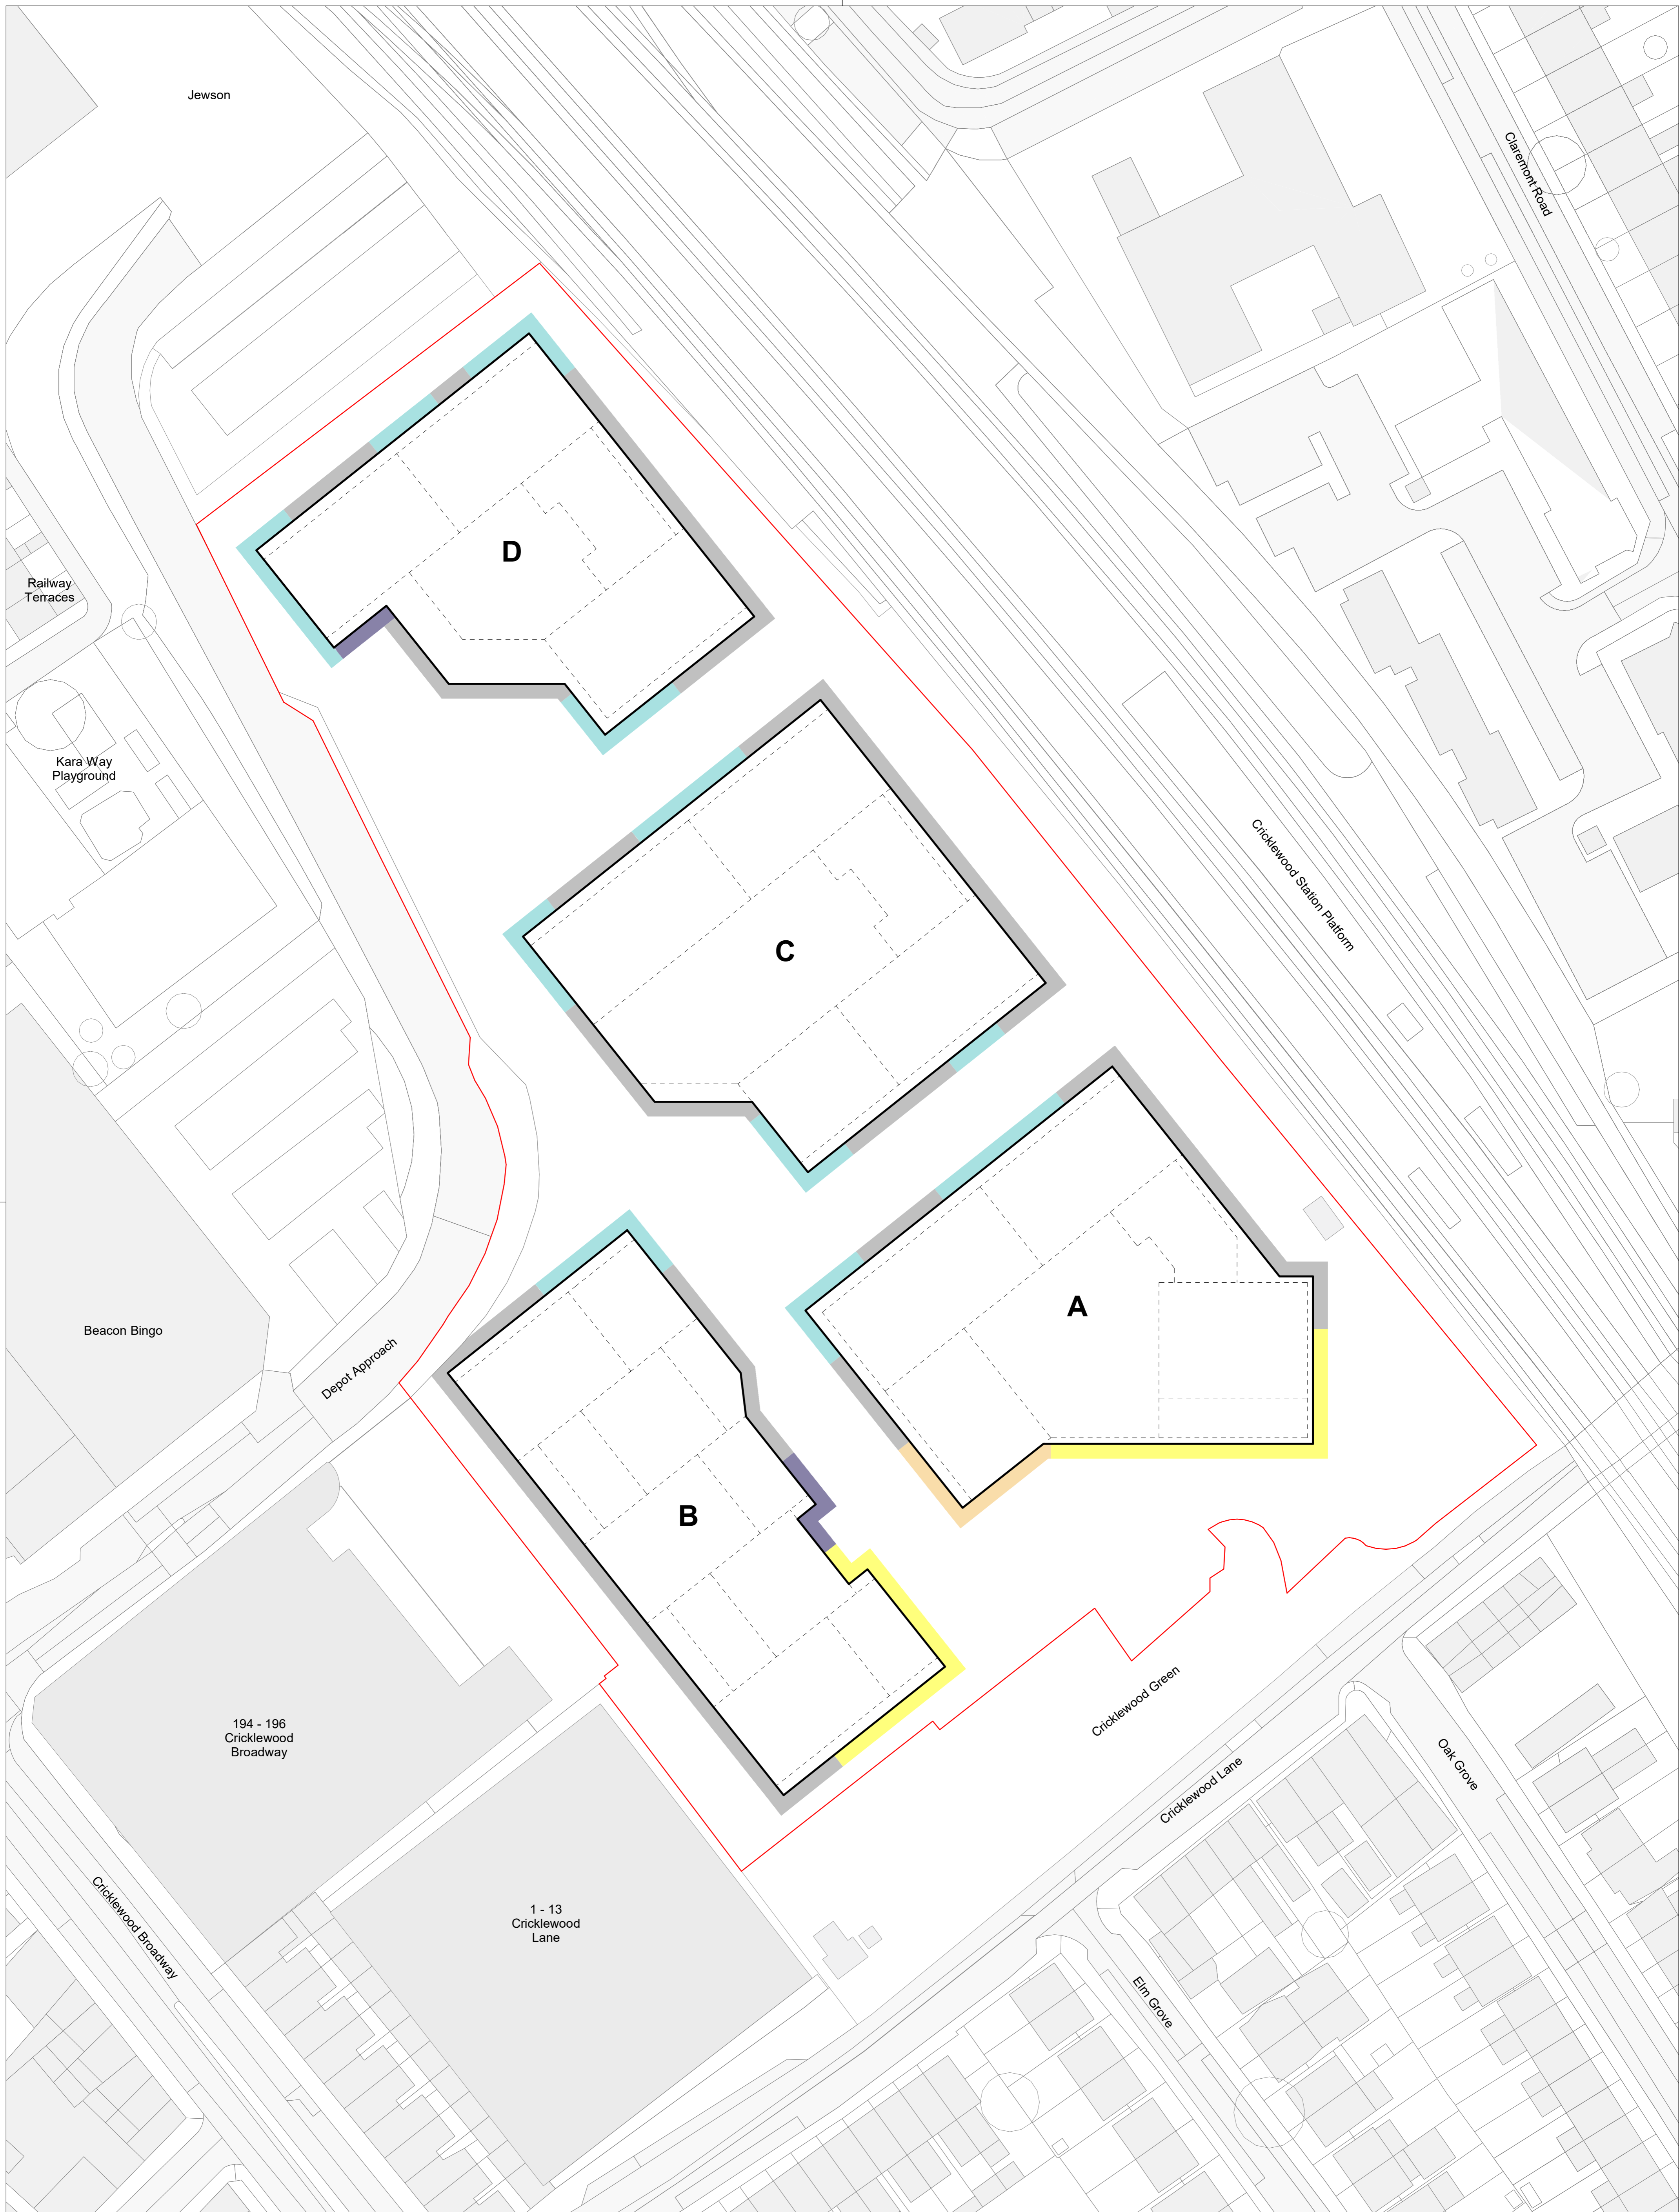 Jewson
Claremont Road
D
Railway
Terraces
Kara Way
Playground
Cricklewood Station Platform
C
A
Beacon Bingo
Depot Approach
B
Cricklewood Green
194 - 196
Cricklewood
Broadway
Oak Grove
Cricklewood Lane
1 - 13
Cricklewood
Lane
Cricklewood Broadway
Elm Grove